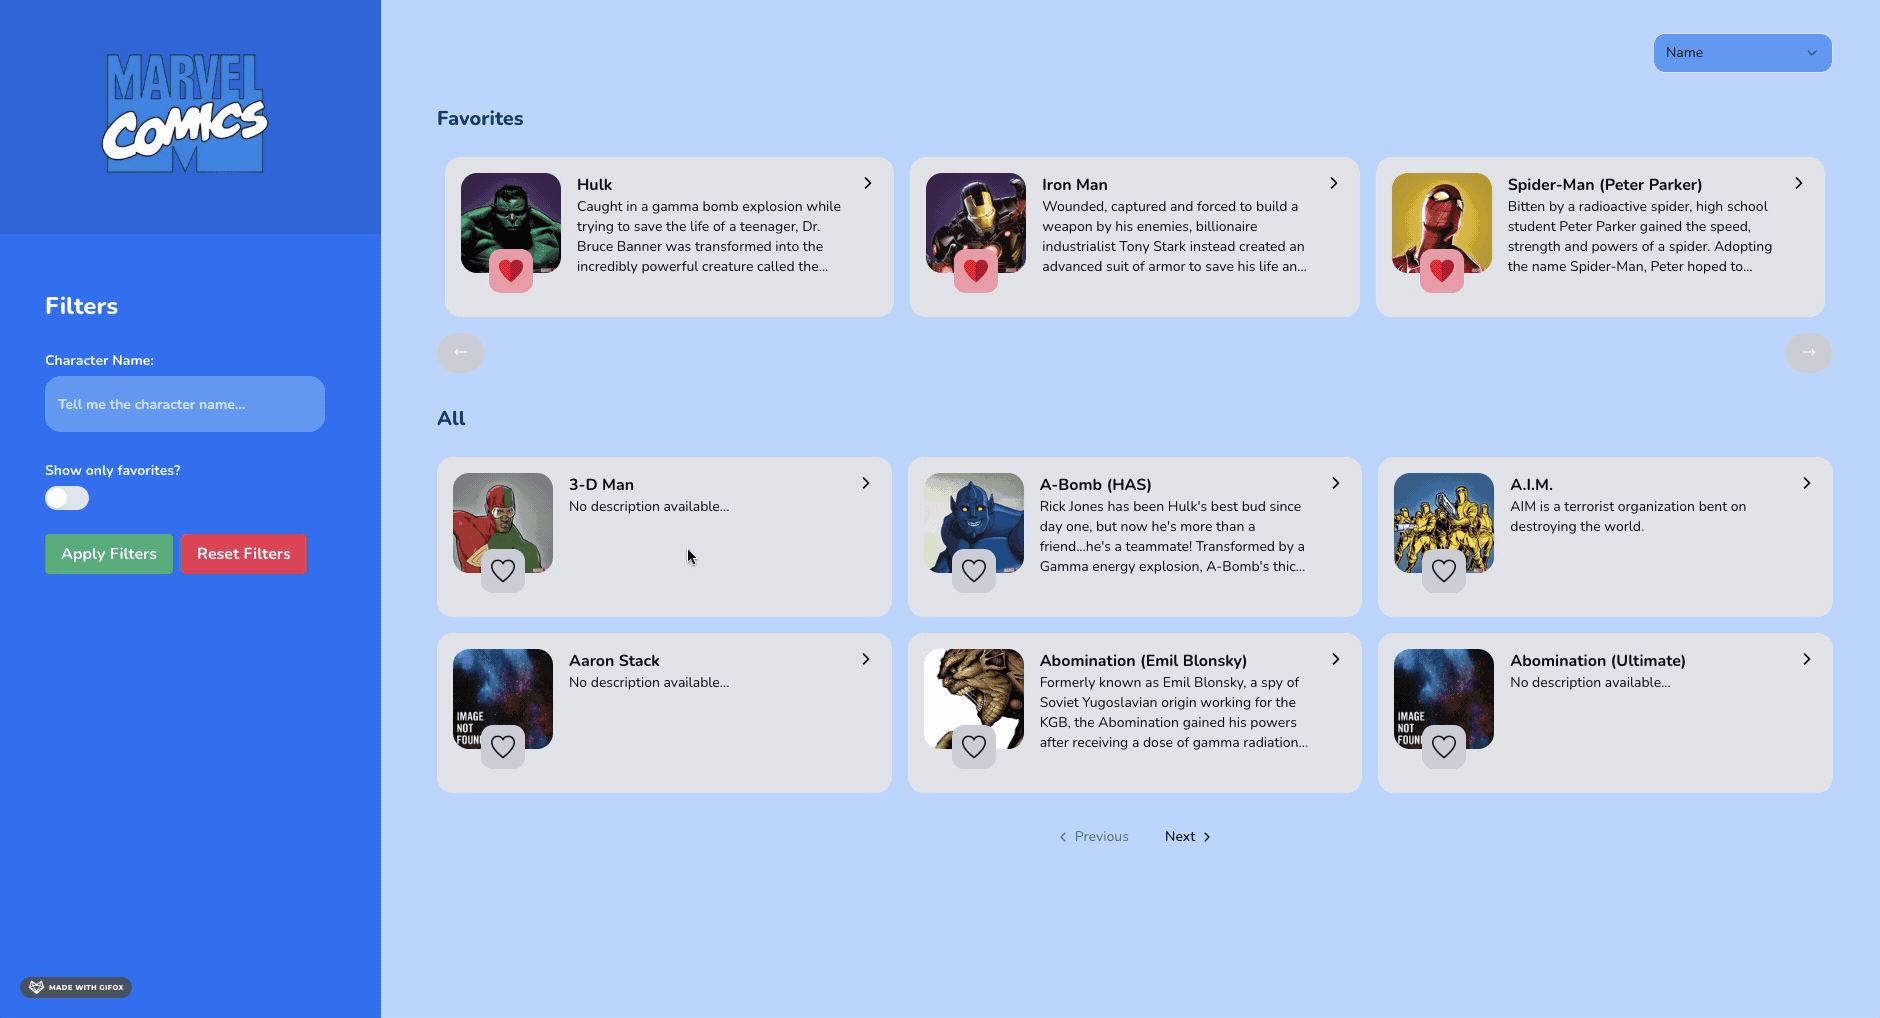 MARVEL
COMICS
Filters
Character Name:
Tell me the character name...
Show only favorites?
Apply Filters
Reset Filters
MADE WITH GIFOX
Name
Favorites
Hulk
Caught in a gamma bomb explosion while
trying to save the life of a teenager, Dr.
Bruce Banner was transformed into the
incredibly powerful creature called the...
Iron Man
Wounded, captured and forced to build a
weapon by his enemies, billionaire
industrialist Tony Stark instead created an
advanced suit of armor to save his life an...
Spider-Man (Peter Parker)
Bitten by a radioactive spider, high school
student Peter Parker gained the speed,
strength and powers of a spider. Adopting
the name Spider-Man, Peter hoped to...
←
→
All
3-D Man
No description available...
A-Bomb (HAS)
Rick Jones has been Hulk's best bud since
day one, but now he's more than a
friend...he's a teammate! Transformed by a
Gamma energy explosion, A-Bomb's thic...
A.I.M.
AIM is a terrorist organization bent on
destroying the world.
Aaron Stack
No description available...
IMAGE
NOT
FOUN
Abomination (Emil Blonsky)
Formerly known as Emil Blonsky, a spy of
Soviet Yugoslavian origin working for the
KGB, the Abomination gained his powers
after receiving a dose of gamma radiation...
Abomination (Ultimate)
No description available...
IMAGE
NOT
FOUN
Previous
Next